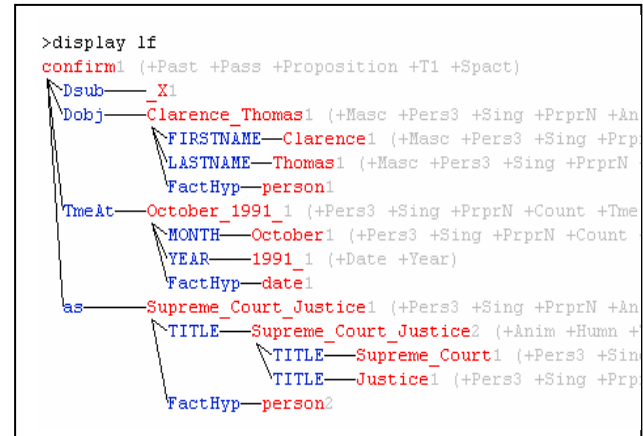 >display lf
confirm1 (+Past +Pass +Proposition +T1 +Spact)
Dsub _X1
Dobj Clarence_Thomas1 (+Masc +Pers3 +Sing +PrprN +An
FIRSTNAME Clarence1 (+Masc +Pers3 +Sing +Prp
LASTNAME Thomas1 (+Masc +Pers3 +Sing +PrprN
FactHyp person1
TmeAt October_1991_1 (+Pers3 +Sing +PrprN +Count +Tme
MONTH October1 (+Pers3 +Sing +PrprN +Count
YEAR 1991_1 (+Date +Year)
FactHyp date1
as Supreme_Court_Justice1 (+Pers3 +Sing +PrprN +An
TITLE Supreme_Court_Justice2 (+Anim +Humn +
TITLE Supreme_Court1 (+Pers3 +Sin
TITLE Justice1 (+Pers3 +Sing +Prp
FactHyp person2